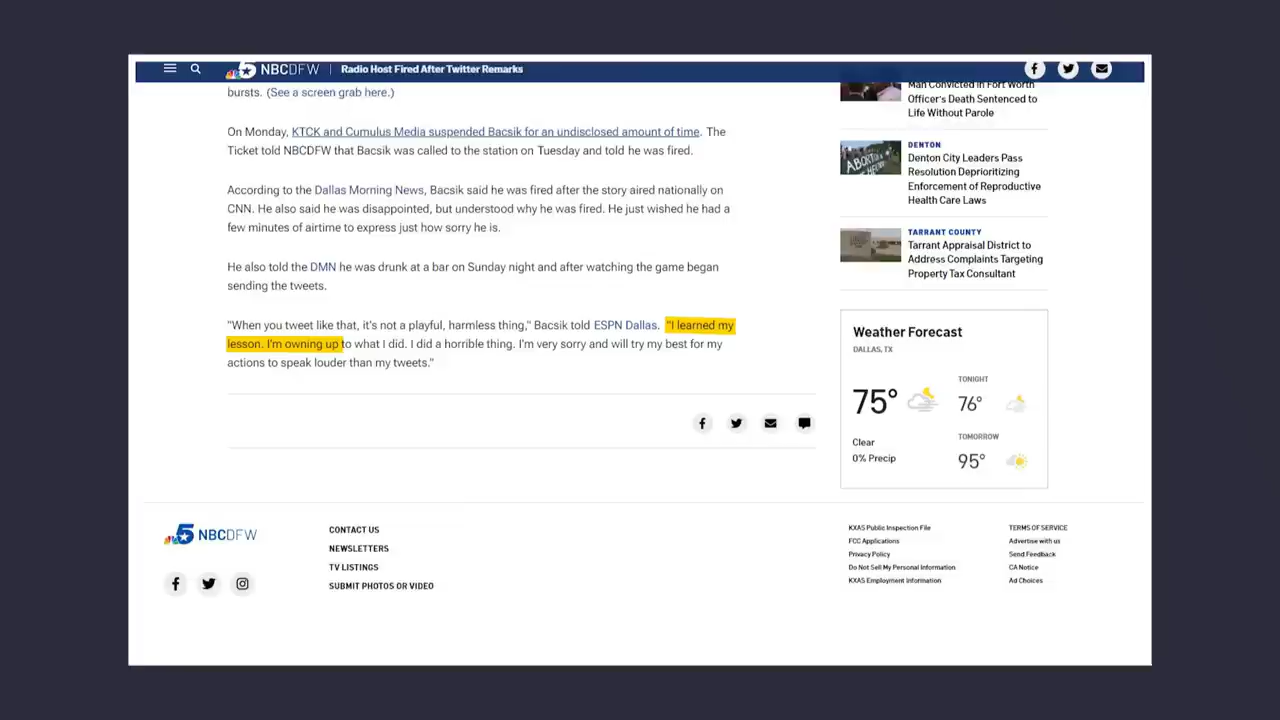 5 NBCDFW | Radio Host Fired After Twitter Remarks
bursts. (See a screen grab here.)
On Monday, KTCK and Cumulus Media suspended Bacsik for an undisclosed amount of time. The
Ticket told NBCDFW that Bacsik was called to the station on Tuesday and told he was fired.
According to the Dallas Morning News, Bacsik said he was fired after the story aired nationally on
CNN. He also said he was disappointed, but understood why he was fired. He just wished he had a
few minutes of airtime to express just how sorry he is.
He also told the DMN he was drunk at a bar on Sunday night and after watching the game began
sending the tweets.
"When you tweet like that, it's not a playful, harmless thing," Bacsik told ESPN Dallas. "I learned my
lesson. I'm owning up to what I did. I did a horrible thing. I'm very sorry and will try my best for my
actions to speak louder than my tweets."
Man Convicted in Fort Worth
Officer's Death Sentenced to
Life Without Parole
DENTON
Denton City Leaders Pass
Resolution Deprioritizing
Enforcement of Reproductive
Health Care Laws
TARRANT COUNTY
Tarrant Appraisal District to
Address Complaints Targeting
Property Tax Consultant
Weather Forecast
DALLAS, TX
75°
Clear
0% Precip
TONIGHT
76°
TOMORROW
95°
5 NBCDFW
CONTACT US
NEWSLETTERS
TV LISTINGS
SUBMIT PHOTOS OR VIDEO
KXAS Public Inspection File
FCC Applications
Privacy Policy
Do Not Sell My Personal Information
KXAS Employment Information
TERMS OF SERVICE
Advertise with us
Send Feedback
CA Notice
Ad Choices